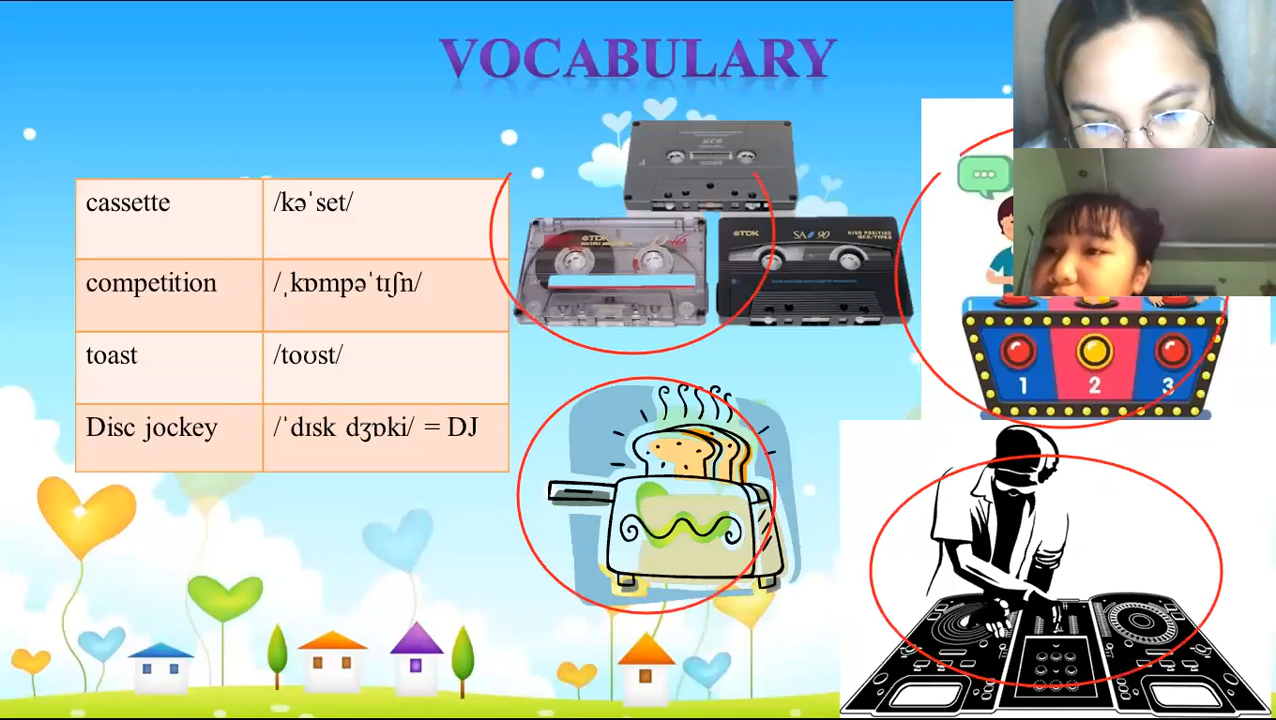 VOCABULARY
cassette /kəˈset/
competition /ˌkɒmpəˈtɪʃn/
toast /toʊst/
Disc jockey /ˈdɪsk dʒɒki/ = DJ
TDK
TDK SA 90
1 2 3